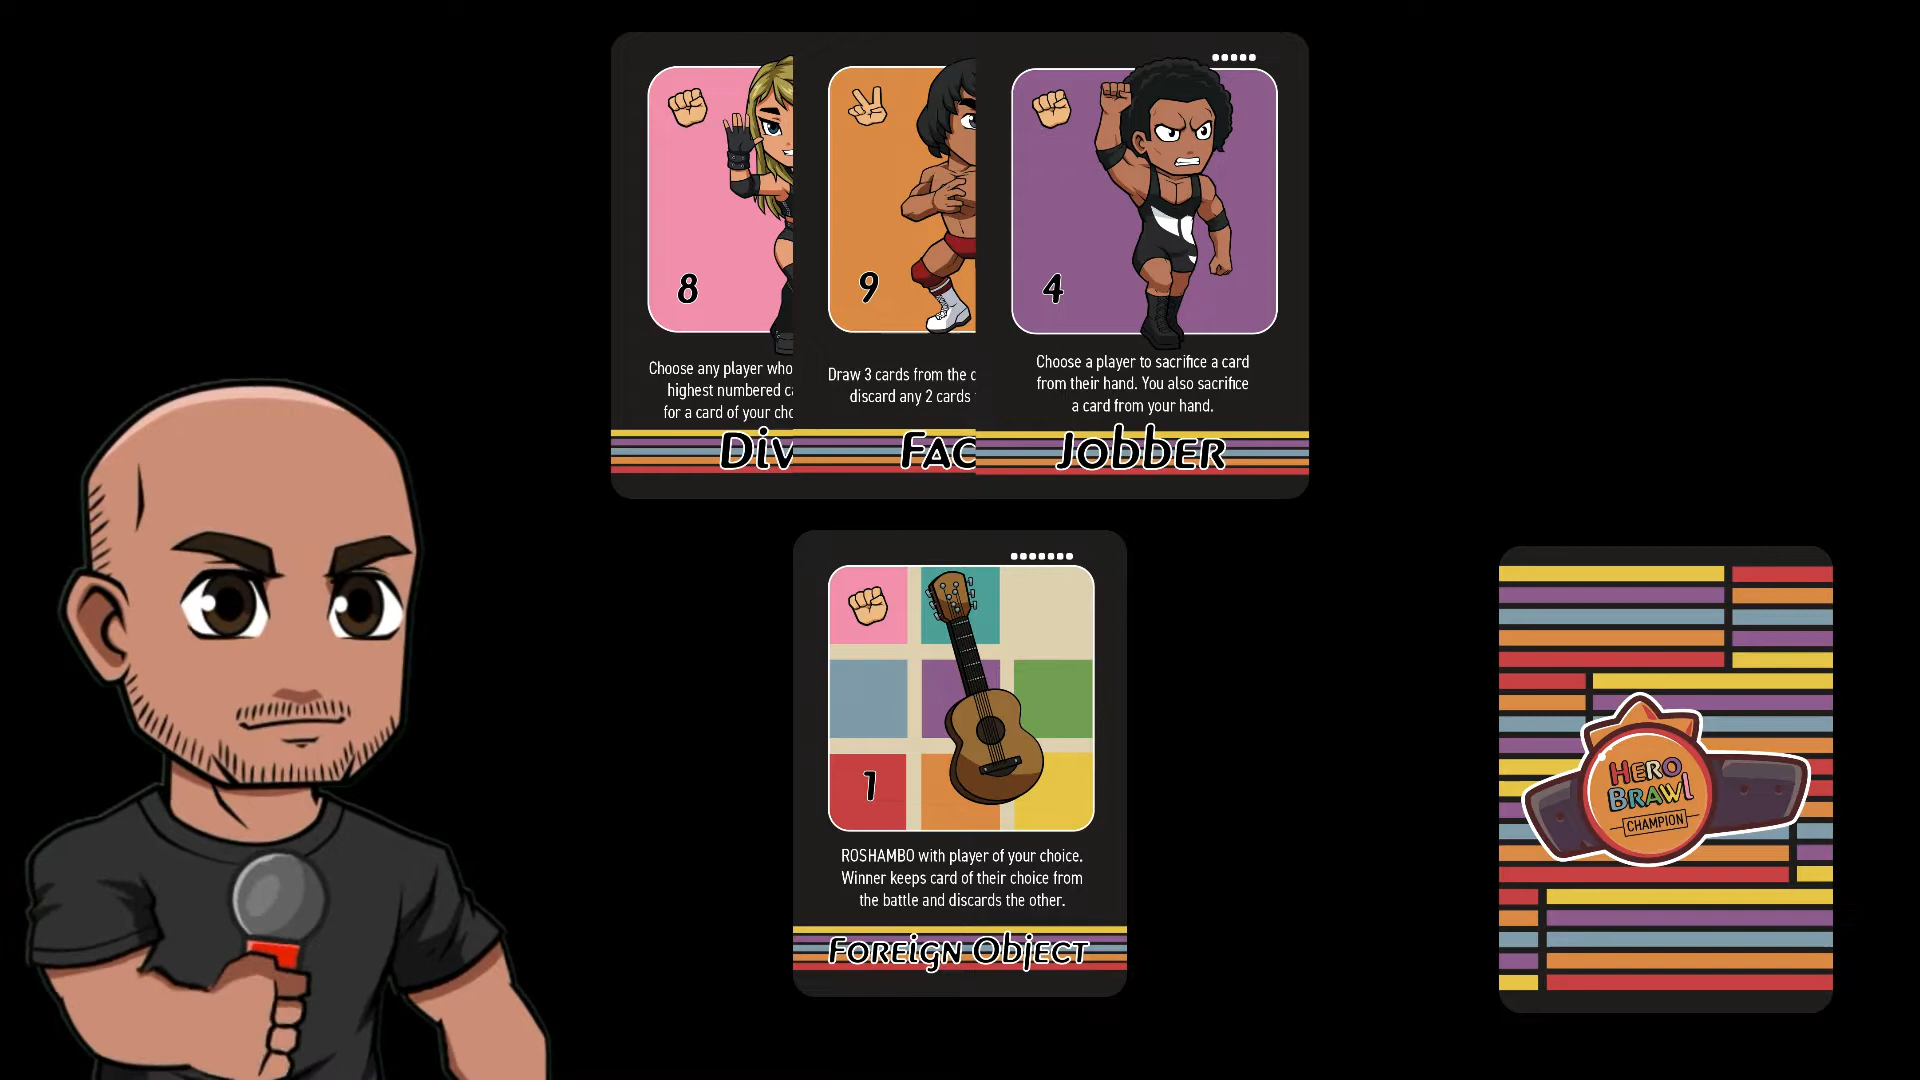 8
Choose any player who
highest numbered
for a card of your
9
Draw 3 cards from the
discard any 2 cards
4
Choose a player to sacrifice a card
from their hand. You also sacrifice
a card from your hand.
Jobber
1
ROSHAMBO with player of your choice.
Winner keeps card of their choice from
the battle and discards the other.
Foreign Object
HERO
BRAWL
CHAMPION